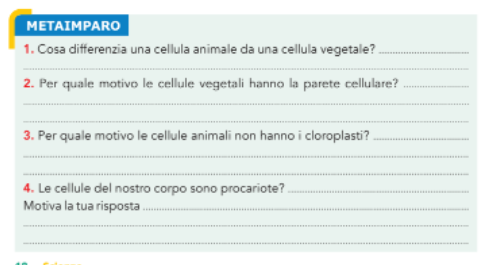 METAIMPARO
1. Cosa differenzia una cellula animale da una cellula vegetale?
2. Per quale motivo le cellule vegetali hanno la parete cellulare?
3. Per quale motivo le cellule animali non hanno i cloroplasti?
4. Le cellule del nostro corpo sono procariote?
Motiva la tua risposta